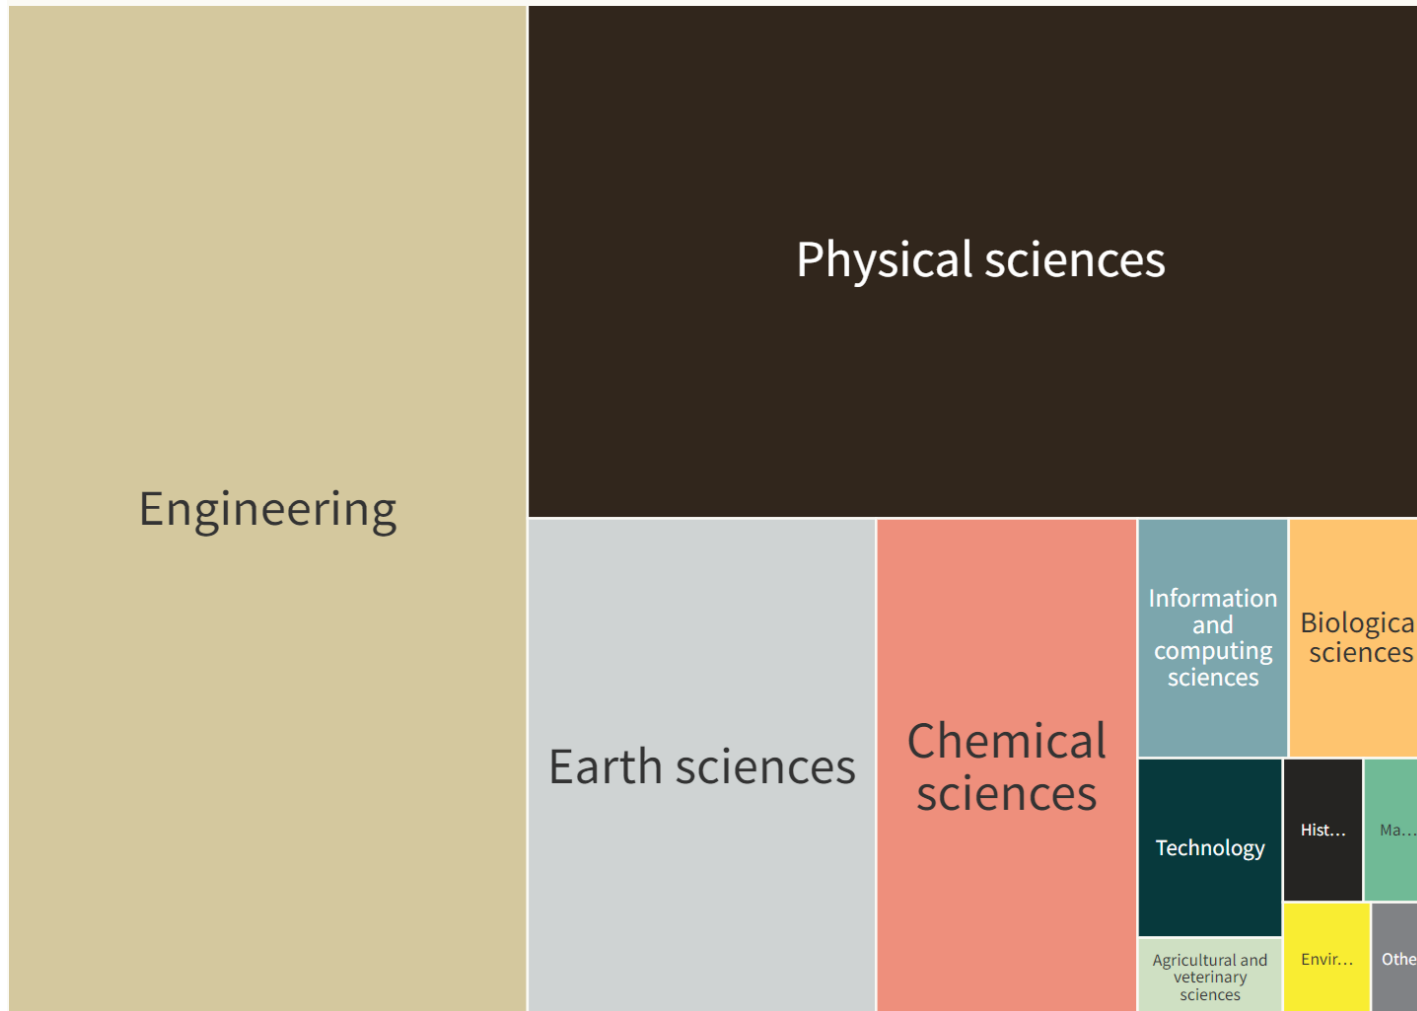 Physical sciences
Engineering
Earth sciences
Chemical
sciences
Information
and
computing
sciences
Biologica
sciences
Technology
Hist…
Ma…
Agricultural and
veterinary
sciences
Envir…
Othe